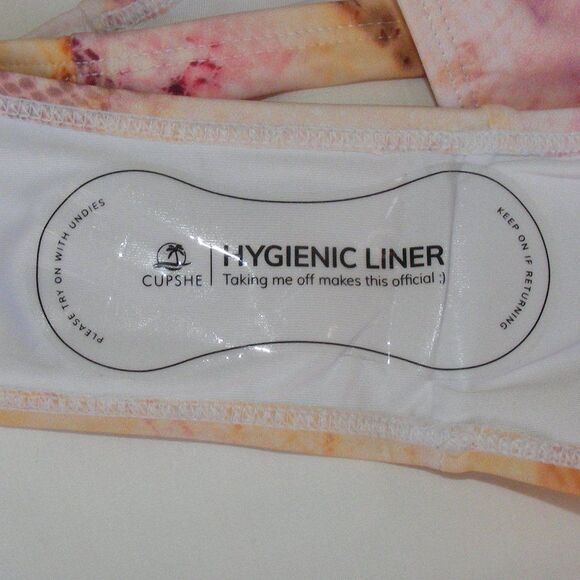 PLEASE TRY ON WITH UNDIES
CUPSHE
HYGIENIC LINER
Taking me off makes this official :)
KEEP ON IF RETURNING